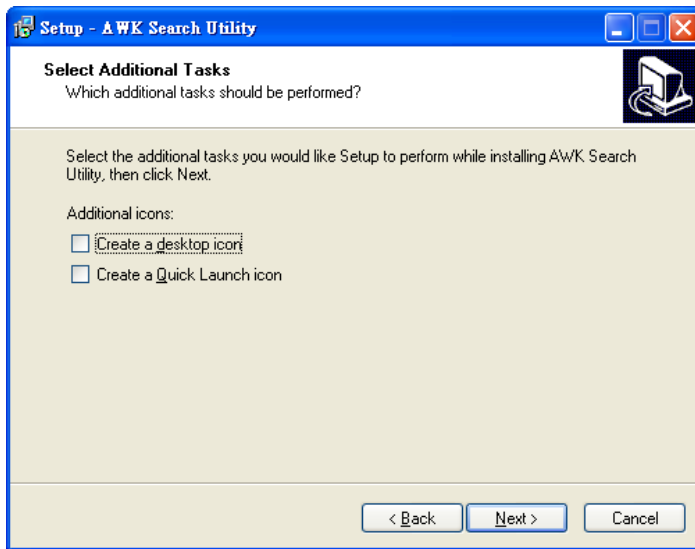 Setup - AWK Search Utility
Select Additional Tasks
Which additional tasks should be performed?
Select the additional tasks you would like Setup to perform while installing AWK Search
Utility, then click Next.
Additional icons:
Create a desktop icon
Create a Quick Launch icon
< Back
Next >
Cancel